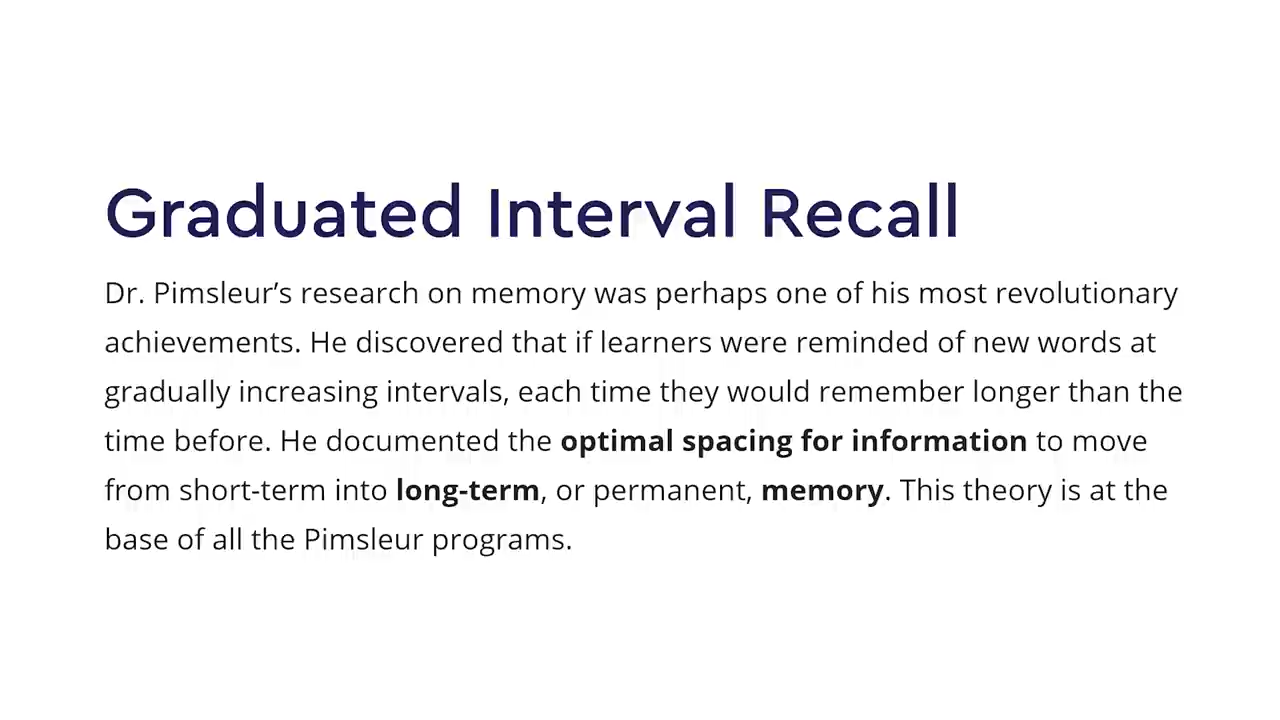 Graduated Interval Recall
Dr. Pimsleur’s research on memory was perhaps one of his most revolutionary
achievements. He discovered that if learners were reminded of new words at
gradually increasing intervals, each time they would remember longer than the
time before. He documented the optimal spacing for information to move
from short-term into long-term, or permanent, memory. This theory is at the
base of all the Pimsleur programs.